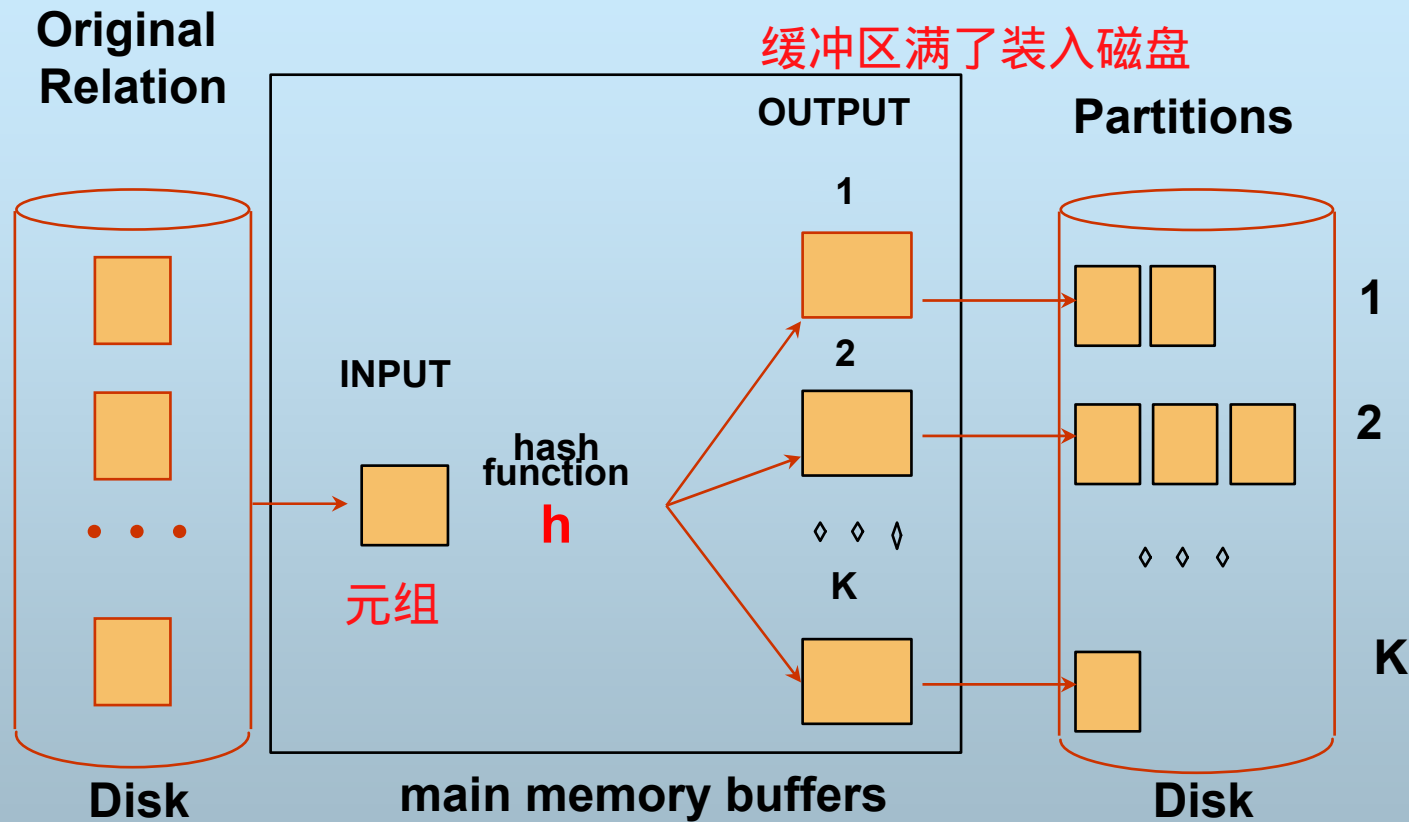 Original
Relation
缓冲区满了装入磁盘
OUTPUT
Partitions
1
1
INPUT
2
2
hash
function
h
元组
K
K
Disk
main memory buffers
Disk